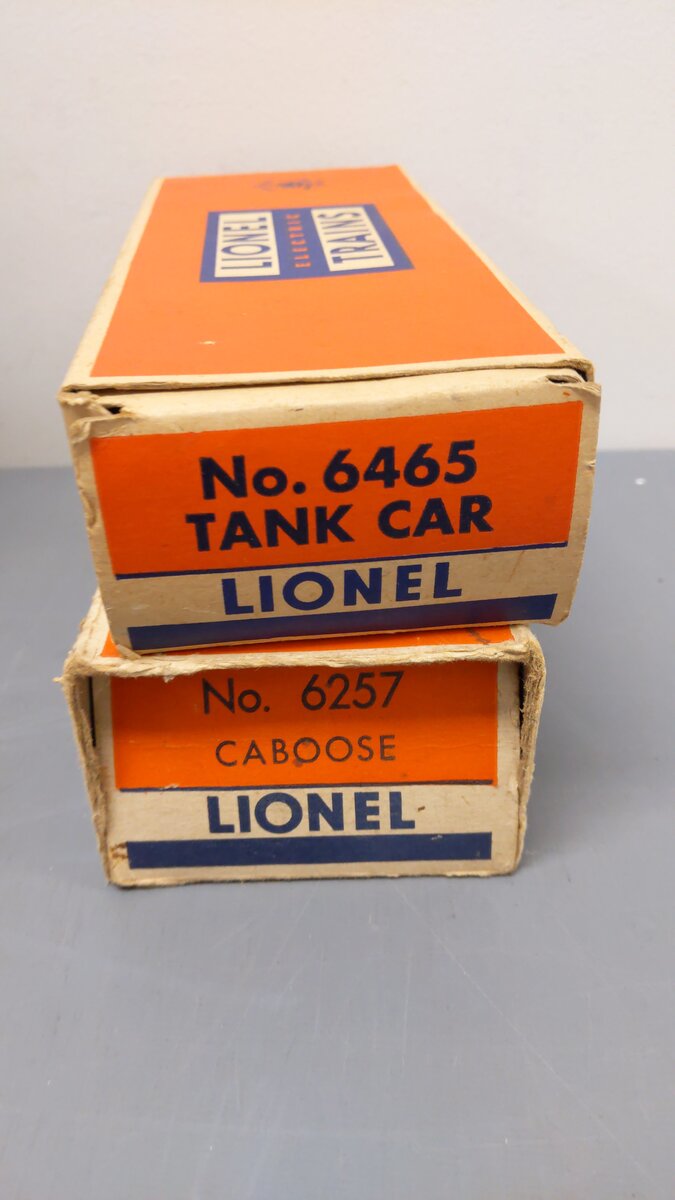 LIONEL
ELECTRIC
TRAINS
No. 6465
TANK CAR
LIONEL
No. 6257
CABOOSE
LIONEL